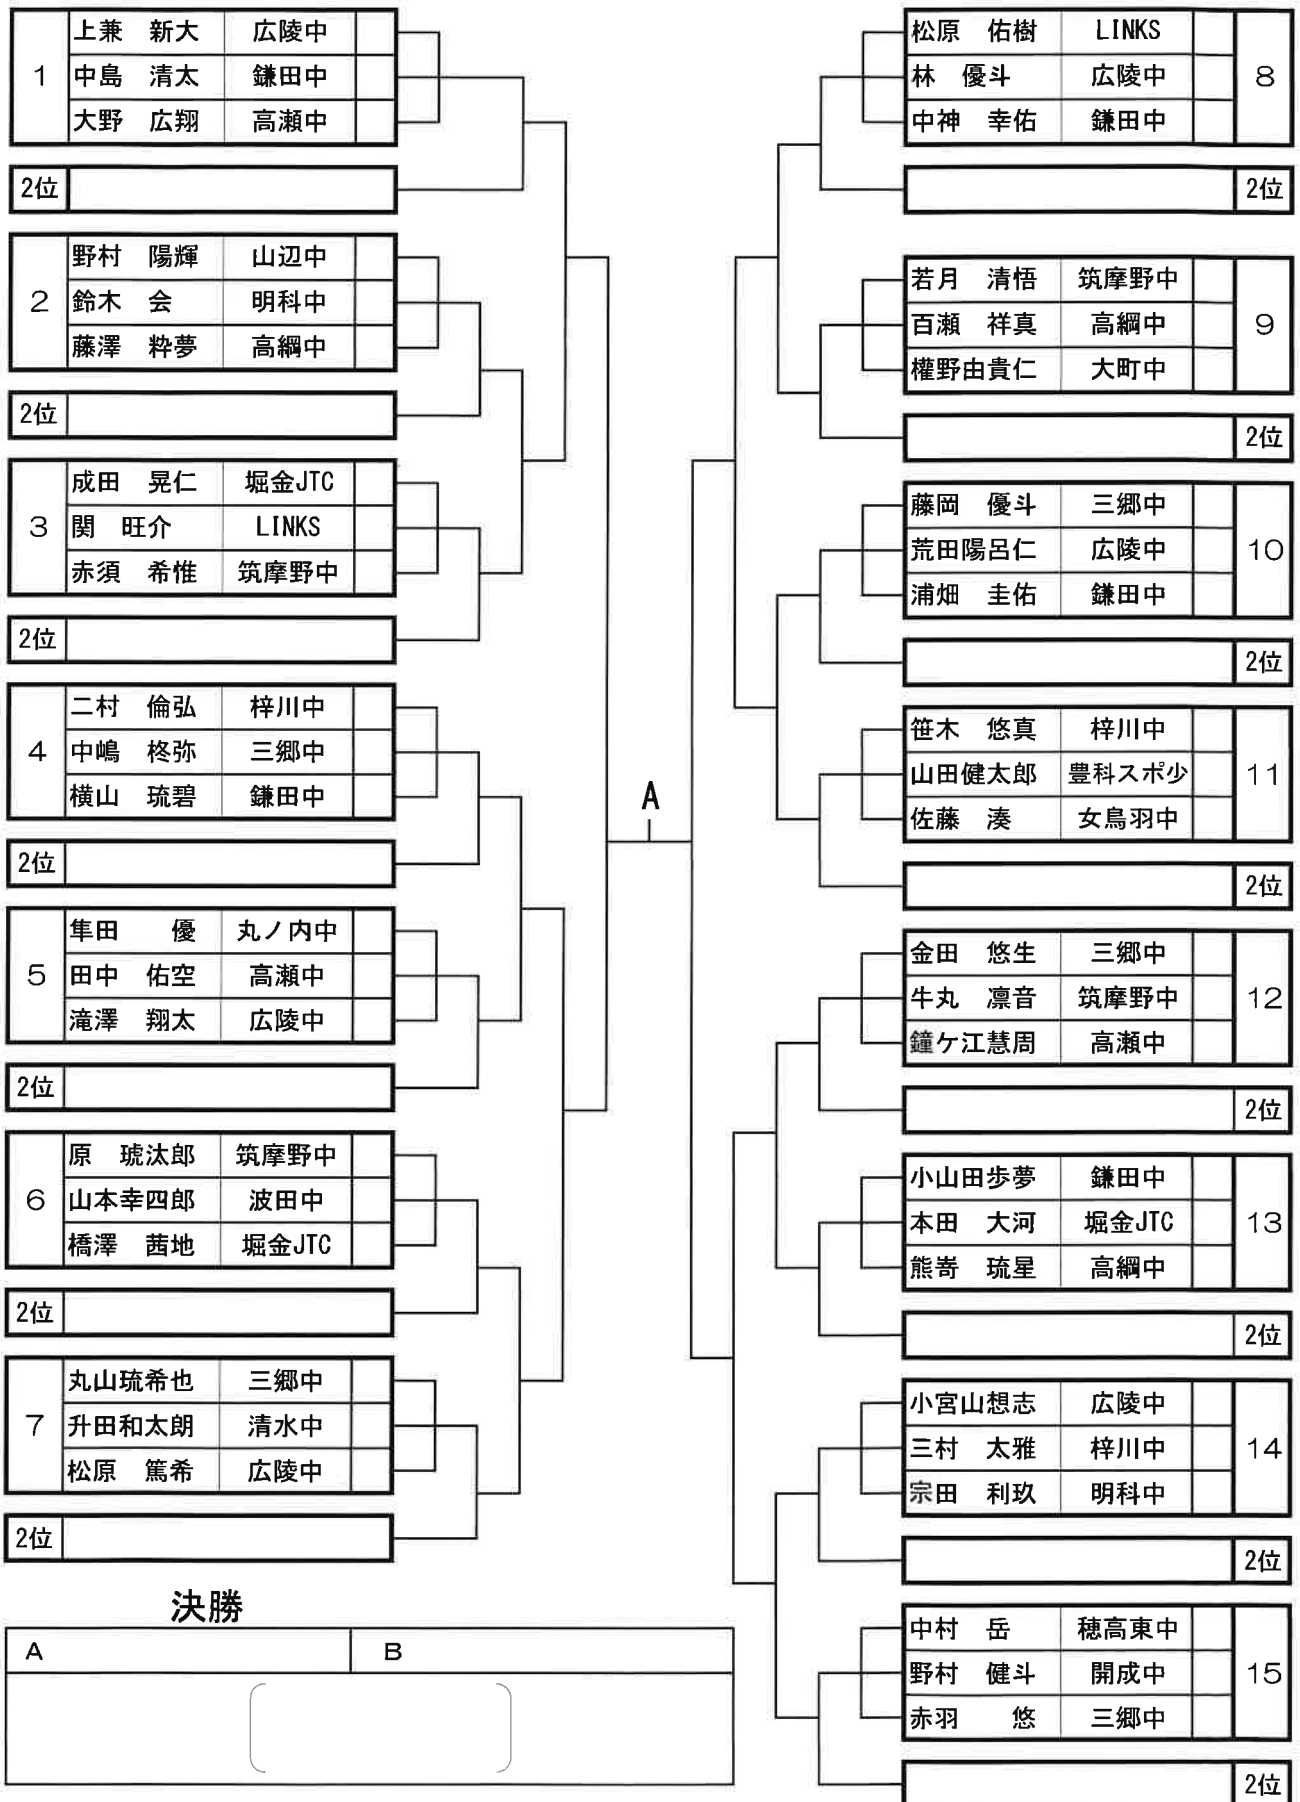 1
上兼 新大 広陵中
中島 清太 鎌田中
大野 広翔 高瀬中
2位
2
野村 陽輝 山辺中
鈴木 会 明科中
藤澤 粋夢 高綱中
2位
3
成田 晃仁 堀金JTC
関 旺介 LINKS
赤須 希惟 筑摩野中
2位
4
二村 倫弘 梓川中
中嶋 柊弥 三郷中
横山 琉碧 鎌田中
2位
5
隼田 優 丸ノ内中
田中 佑空 高瀬中
滝澤 翔太 広陵中
2位
6
原 琥汰郎 筑摩野中
山本幸四郎 波田中
橋澤 茜地 堀金JTC
2位
7
丸山琉希也 三郷中
升田和太朗 清水中
松原 篤希 広陵中
2位
A
松原 佑樹 LINKS
林 優斗 広陵中
中神 幸佑 鎌田中
8
2位
若月 清悟 筑摩野中
百瀬 祥真 高綱中
權野由貴仁 大町中
9
2位
藤岡 優斗 三郷中
荒田陽呂仁 広陵中
浦畑 圭佑 鎌田中
10
2位
笹木 悠真 梓川中
山田健太郎 豊科スポ少
佐藤 湊 女鳥羽中
11
2位
金田 悠生 三郷中
牛丸 凛音 筑摩野中
鐘ケ江慧周 高瀬中
12
2位
小山田歩夢 鎌田中
本田 大河 堀金JTC
熊嵜 琉星 高綱中
13
2位
小宮山想志 広陵中
三村 太雅 梓川中
宗田 利玖 明科中
14
2位
中村 岳 穂高東中
野村 健斗 開成中
赤羽 悠 三郷中
15
2位
決勝
A B